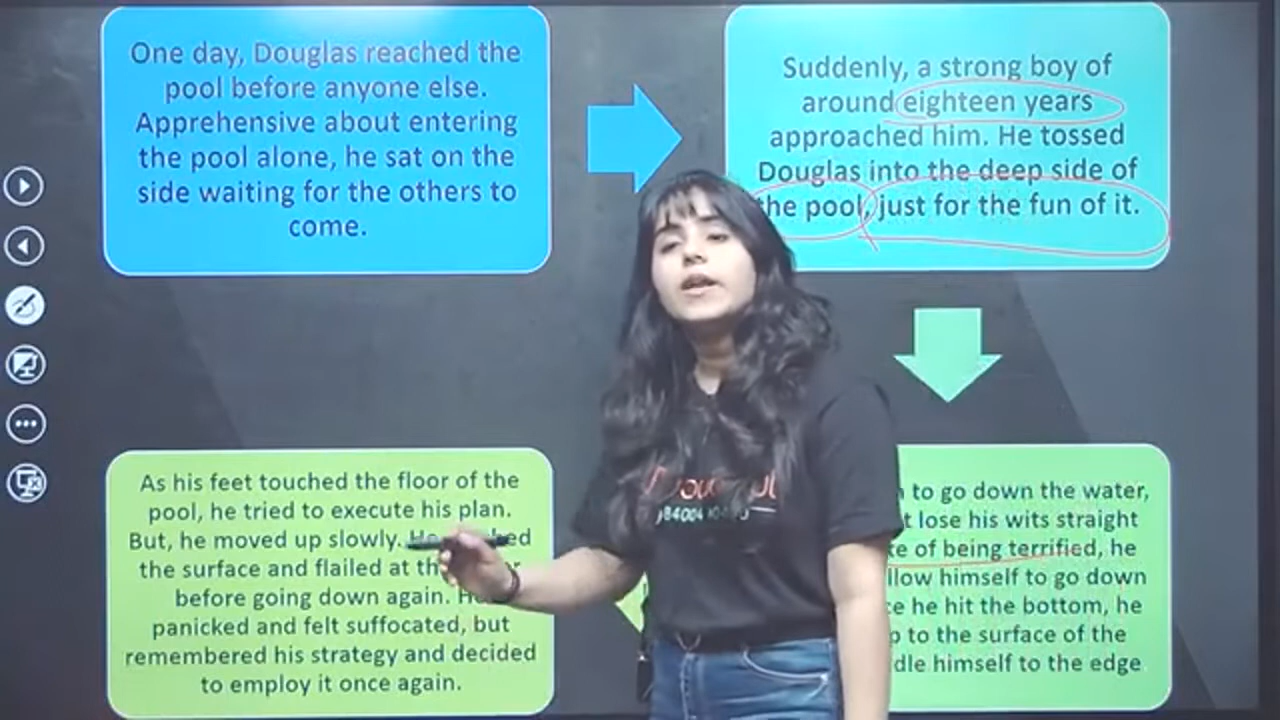 One day, Douglas reached the
pool before anyone else.
Apprehensive about entering
the pool alone, he sat on the
side waiting for the others to
come.
Suddenly, a strong boy of
around eighteen years
approached him. He tossed
Douglas into the deep side of
the pool, just for the fun of it.
to go down the water,
lose his wits straight
of being terrified, he
himself to go down
he hit the bottom, he
to the surface of the
himself to the edge
As his feet touched the floor of the
pool, he tried to execute his plan.
But, he moved up slowly.
the surface and flailed at
before going down again.
panicked and felt suffocated, but
remembered his strategy and decided
to employ it once again.